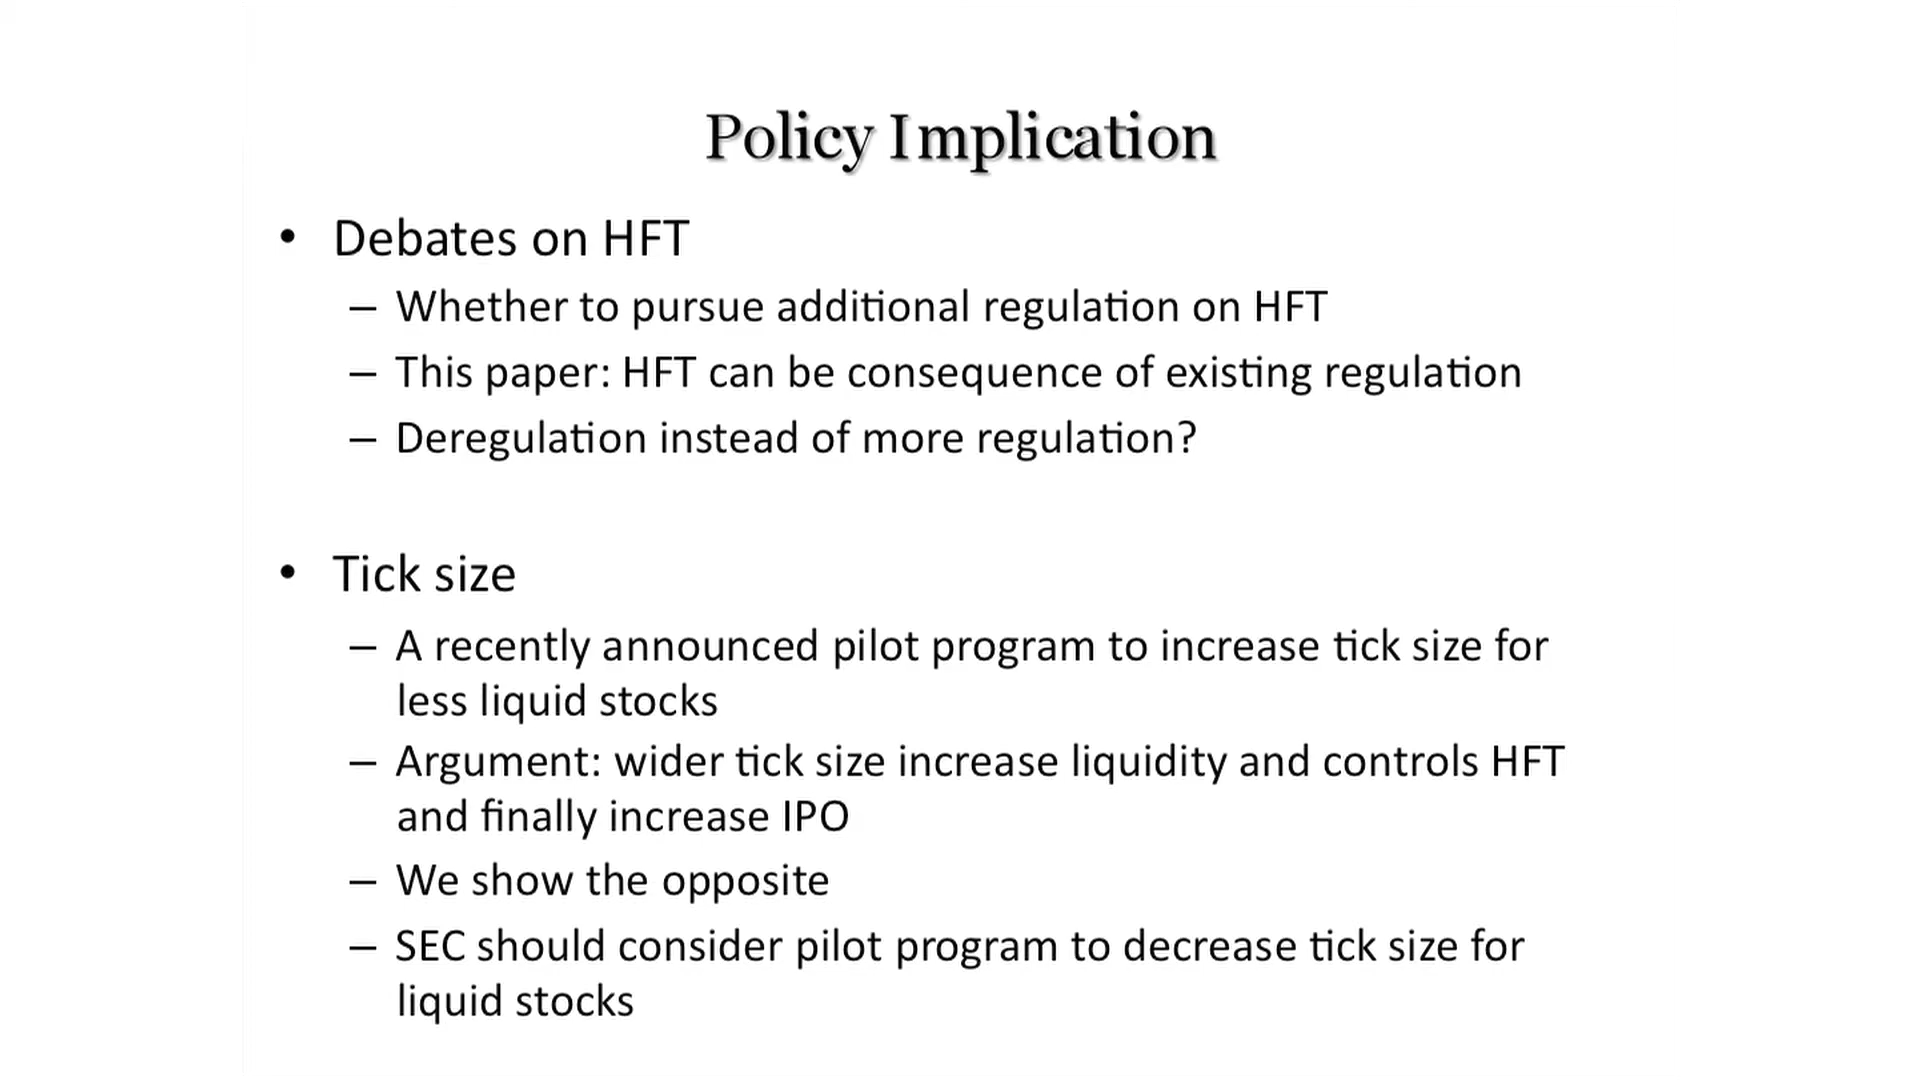 Policy Implication
• Debates on HFT
– Whether to pursue additional regulation on HFT
– This paper: HFT can be consequence of existing regulation
– Deregulation instead of more regulation?
• Tick size
– A recently announced pilot program to increase tick size for
less liquid stocks
– Argument: wider tick size increase liquidity and controls HFT
and finally increase IPO
– We show the opposite
– SEC should consider pilot program to decrease tick size for
liquid stocks